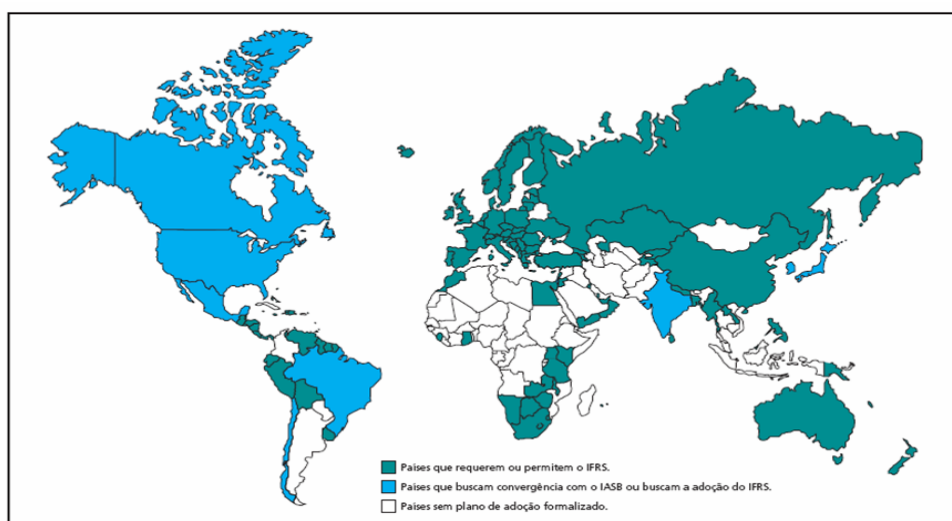 Países que requerem ou permitem o IFRS.
Países que buscam convergência com o IASB ou buscam a adoção do IFRS.
Países sem plano de adoção formalizado.